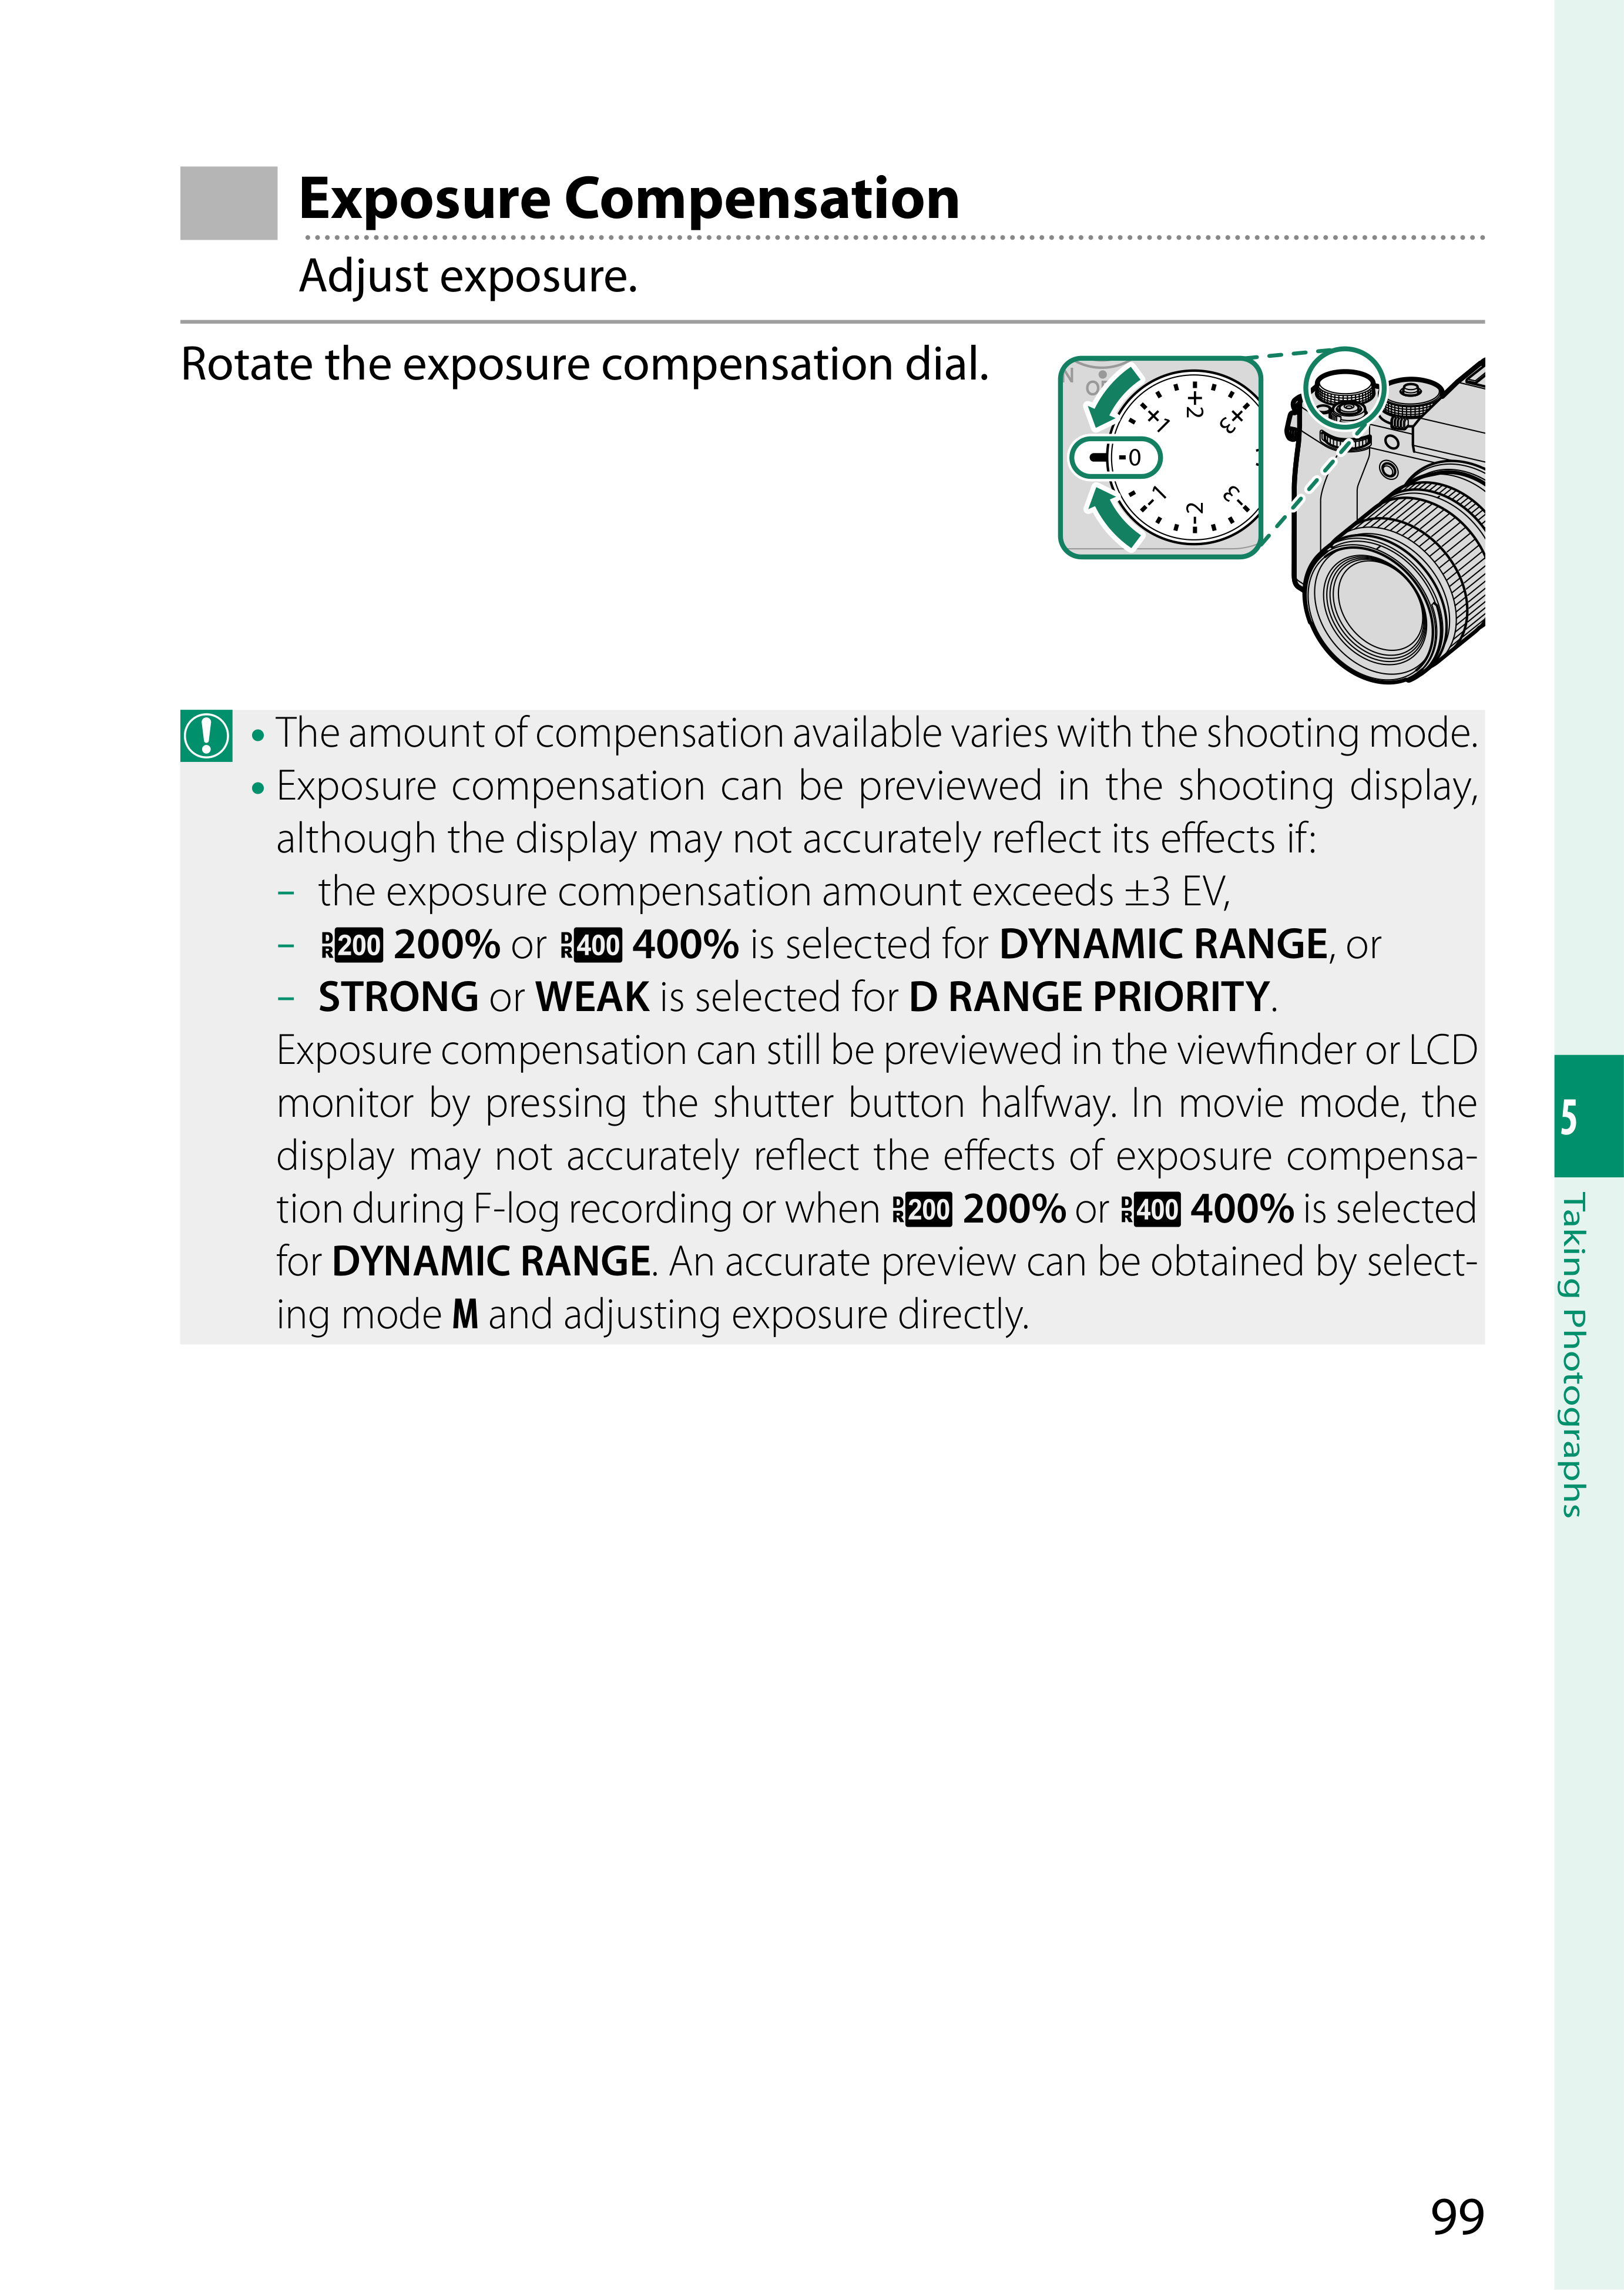 Exposure Compensation
Adjust exposure.
Rotate the exposure compensation dial.
+3
+2
+1
0
-1
-2
-3
• The amount of compensation available varies with the shooting mode.
• Exposure compensation can be previewed in the shooting display,
although the display may not accurately reflect its effects if:
– the exposure compensation amount exceeds ±3 EV,
– DR200 200% or DR400 400% is selected for DYNAMIC RANGE, or
– STRONG or WEAK is selected for D RANGE PRIORITY.
Exposure compensation can still be previewed in the viewfinder or LCD
monitor by pressing the shutter button halfway. In movie mode, the
display may not accurately reflect the effects of exposure compensa-
tion during F-log recording or when DR200 200% or DR400 400% is selected
for DYNAMIC RANGE. An accurate preview can be obtained by select-
ing mode M and adjusting exposure directly.
5
Taking Photographs
99